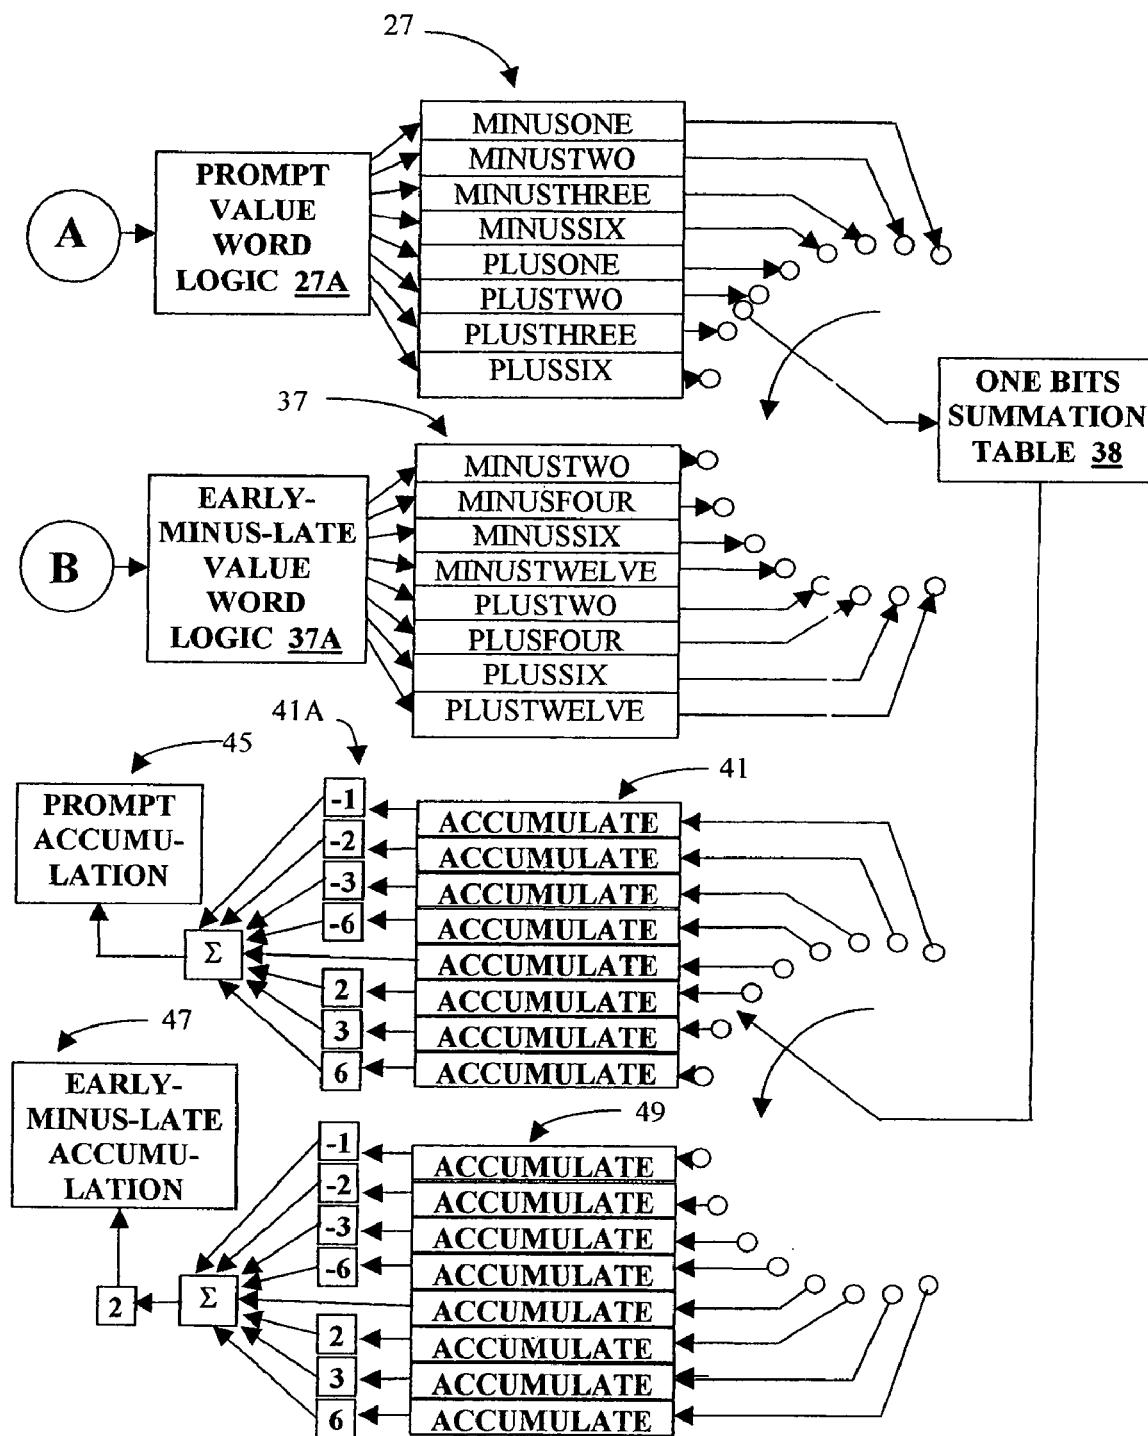 27
A
PROMPT
VALUE
WORD
LOGIC 27A
MINUSONE
MINUSTWO
MINUSTHREE
MINUSSIX
PLUSONE
PLUSTWO
PLUSTHREE
PLUSSIX
ONE BITS
SUMMATION
TABLE 38
37
B
EARLY-
MINUS-LATE
VALUE
WORD
LOGIC 37A
MINUSTWO
MINUSFOUR
MINUSSIX
MINUSTWELVE
PLUSTWO
PLUSFOUR
PLUSSIX
PLUSTWELVE
45
41A
41
PROMPT
ACCUMU-
LATION
Σ
-1
-2
-3
-6
2
3
6
ACCUMULATE
ACCUMULATE
ACCUMULATE
ACCUMULATE
ACCUMULATE
ACCUMULATE
ACCUMULATE
ACCUMULATE
47
49
EARLY-
MINUS-LATE
ACCUMU-
LATION
2
Σ
-1
-2
-3
-6
2
3
6
ACCUMULATE
ACCUMULATE
ACCUMULATE
ACCUMULATE
ACCUMULATE
ACCUMULATE
ACCUMULATE
ACCUMULATE